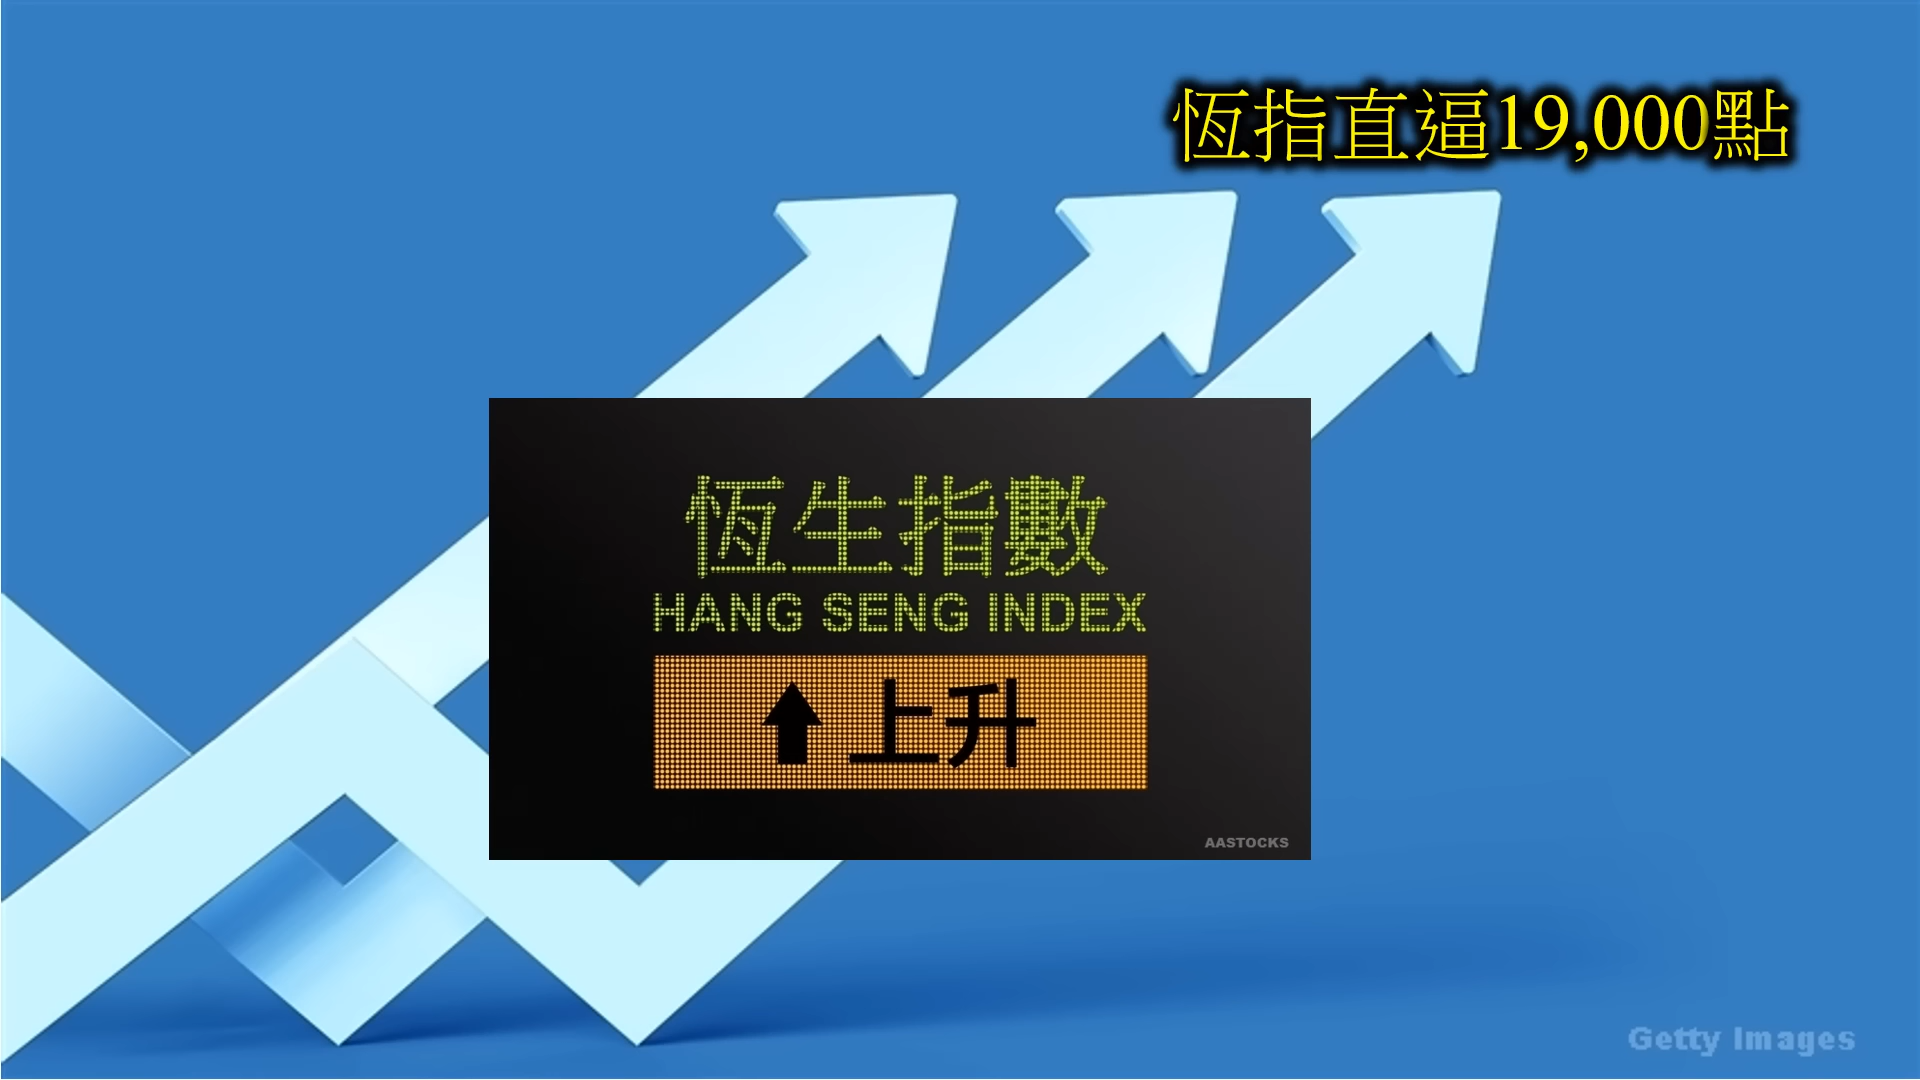 恆指直逼19,000點
恆生指數
HANG SENG INDEX
上升
AASTOCKS
Getty Images